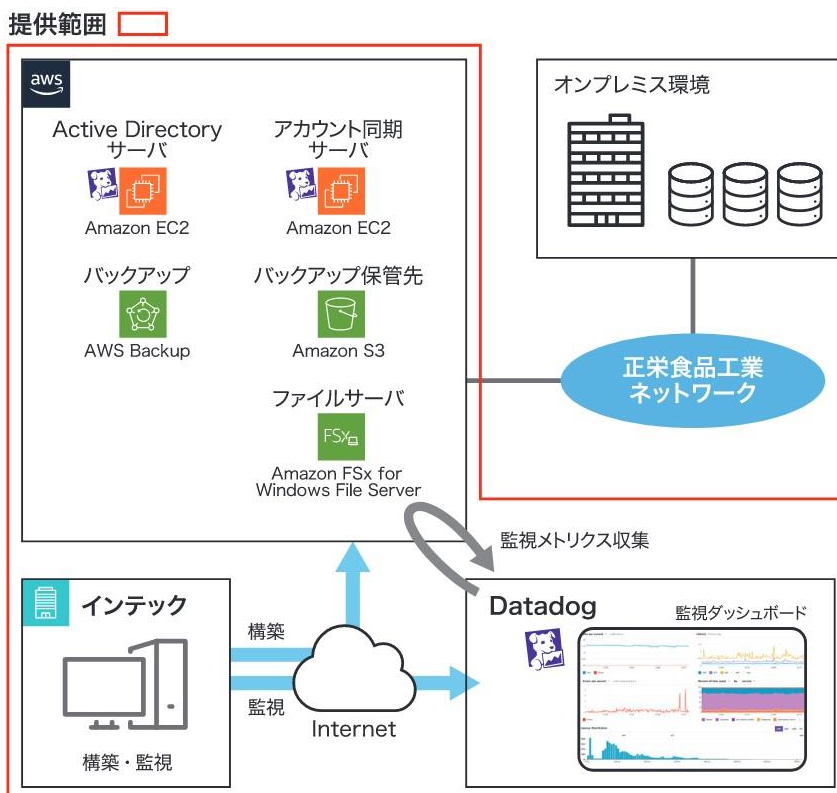 提供範囲
aws
Active Directory
サーバ
Amazon EC2
アカウント同期
サーバ
Amazon EC2
バックアップ
AWS Backup
バックアップ保管先
Amazon S3
ファイルサーバ
FSx
Amazon FSx for
Windows File Server
オンプレミス環境
正栄食品工業
ネットワーク
監視メトリクス収集
インテック
構築・監視
構築
監視
Internet
Datadog
監視ダッシュボード